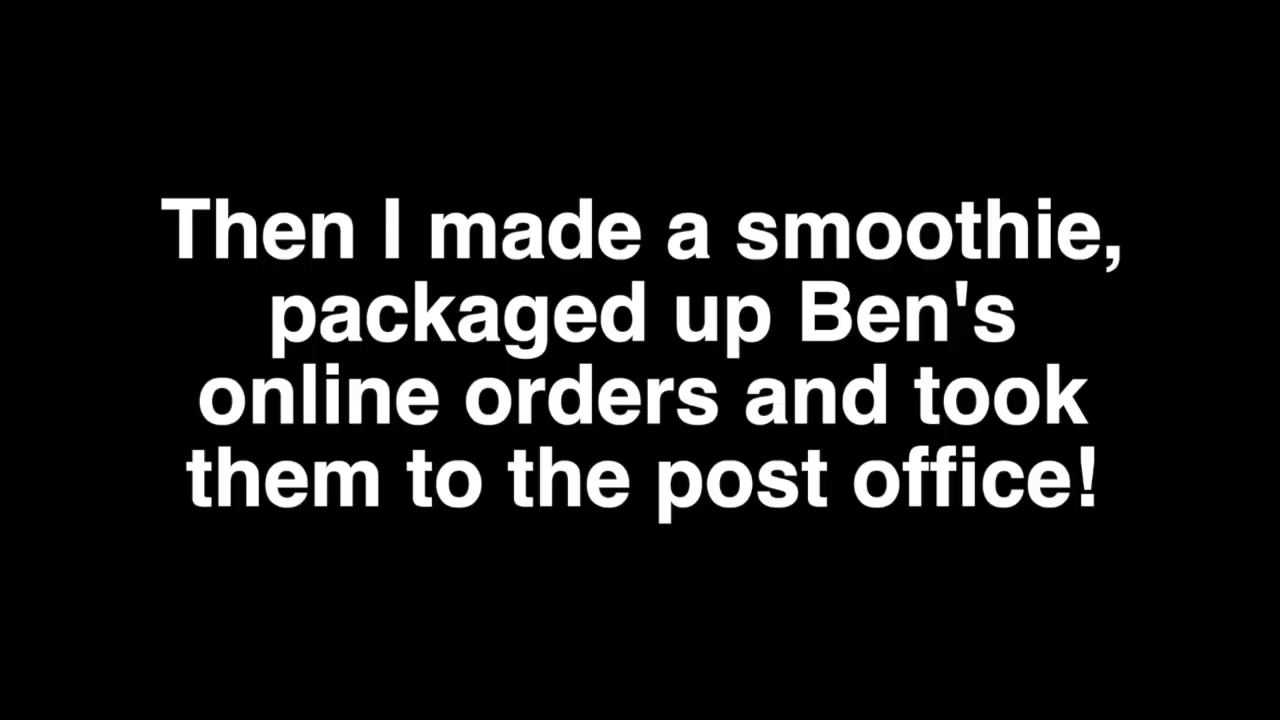 Then I made a smoothie,
packaged up Ben's
online orders and took
them to the post office!